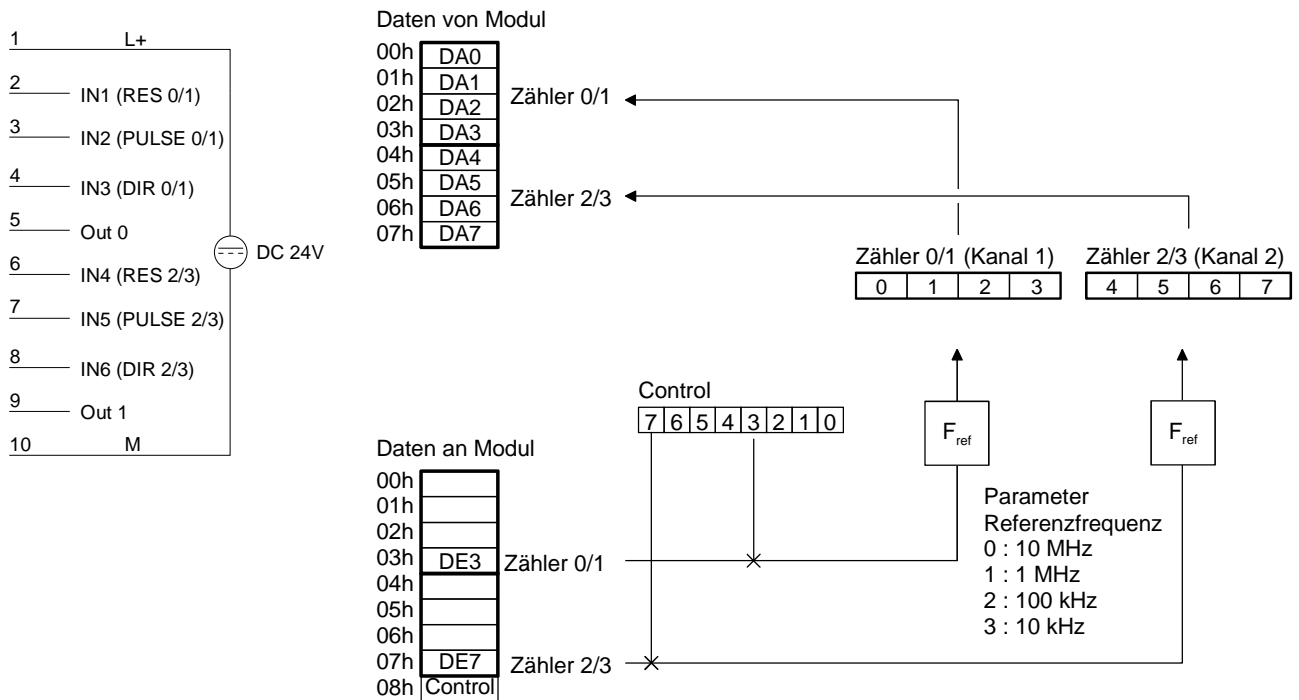 1 L+
2 IN1 (RES 0/1)
3 IN2 (PULSE 0/1)
4 IN3 (DIR 0/1)
5 Out 0
6 IN4 (RES 2/3)
7 IN5 (PULSE 2/3)
8 IN6 (DIR 2/3)
9 Out 1
10 M
DC 24V
Daten von Modul
00h DA0
01h DA1
02h DA2
03h DA3
Zähler 0/1
04h DA4
05h DA5
06h DA6
07h DA7
Zähler 2/3
Zähler 0/1 (Kanal 1)
0 1 2 3
Zähler 2/3 (Kanal 2)
4 5 6 7
Control
7 6 5 4 3 2 1 0
Fref
Fref
Daten an Modul
00h
01h
02h
03h DE3 Zähler 0/1
04h
05h
06h
07h DE7 Zähler 2/3
08h Control
Parameter
Referenzfrequenz
0 : 10 MHz
1 : 1 MHz
2 : 100 kHz
3 : 10 kHz